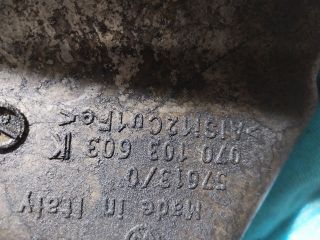 >AlSi12Cu1Fe<
070 103 603 K
57613/0
Made in Italy